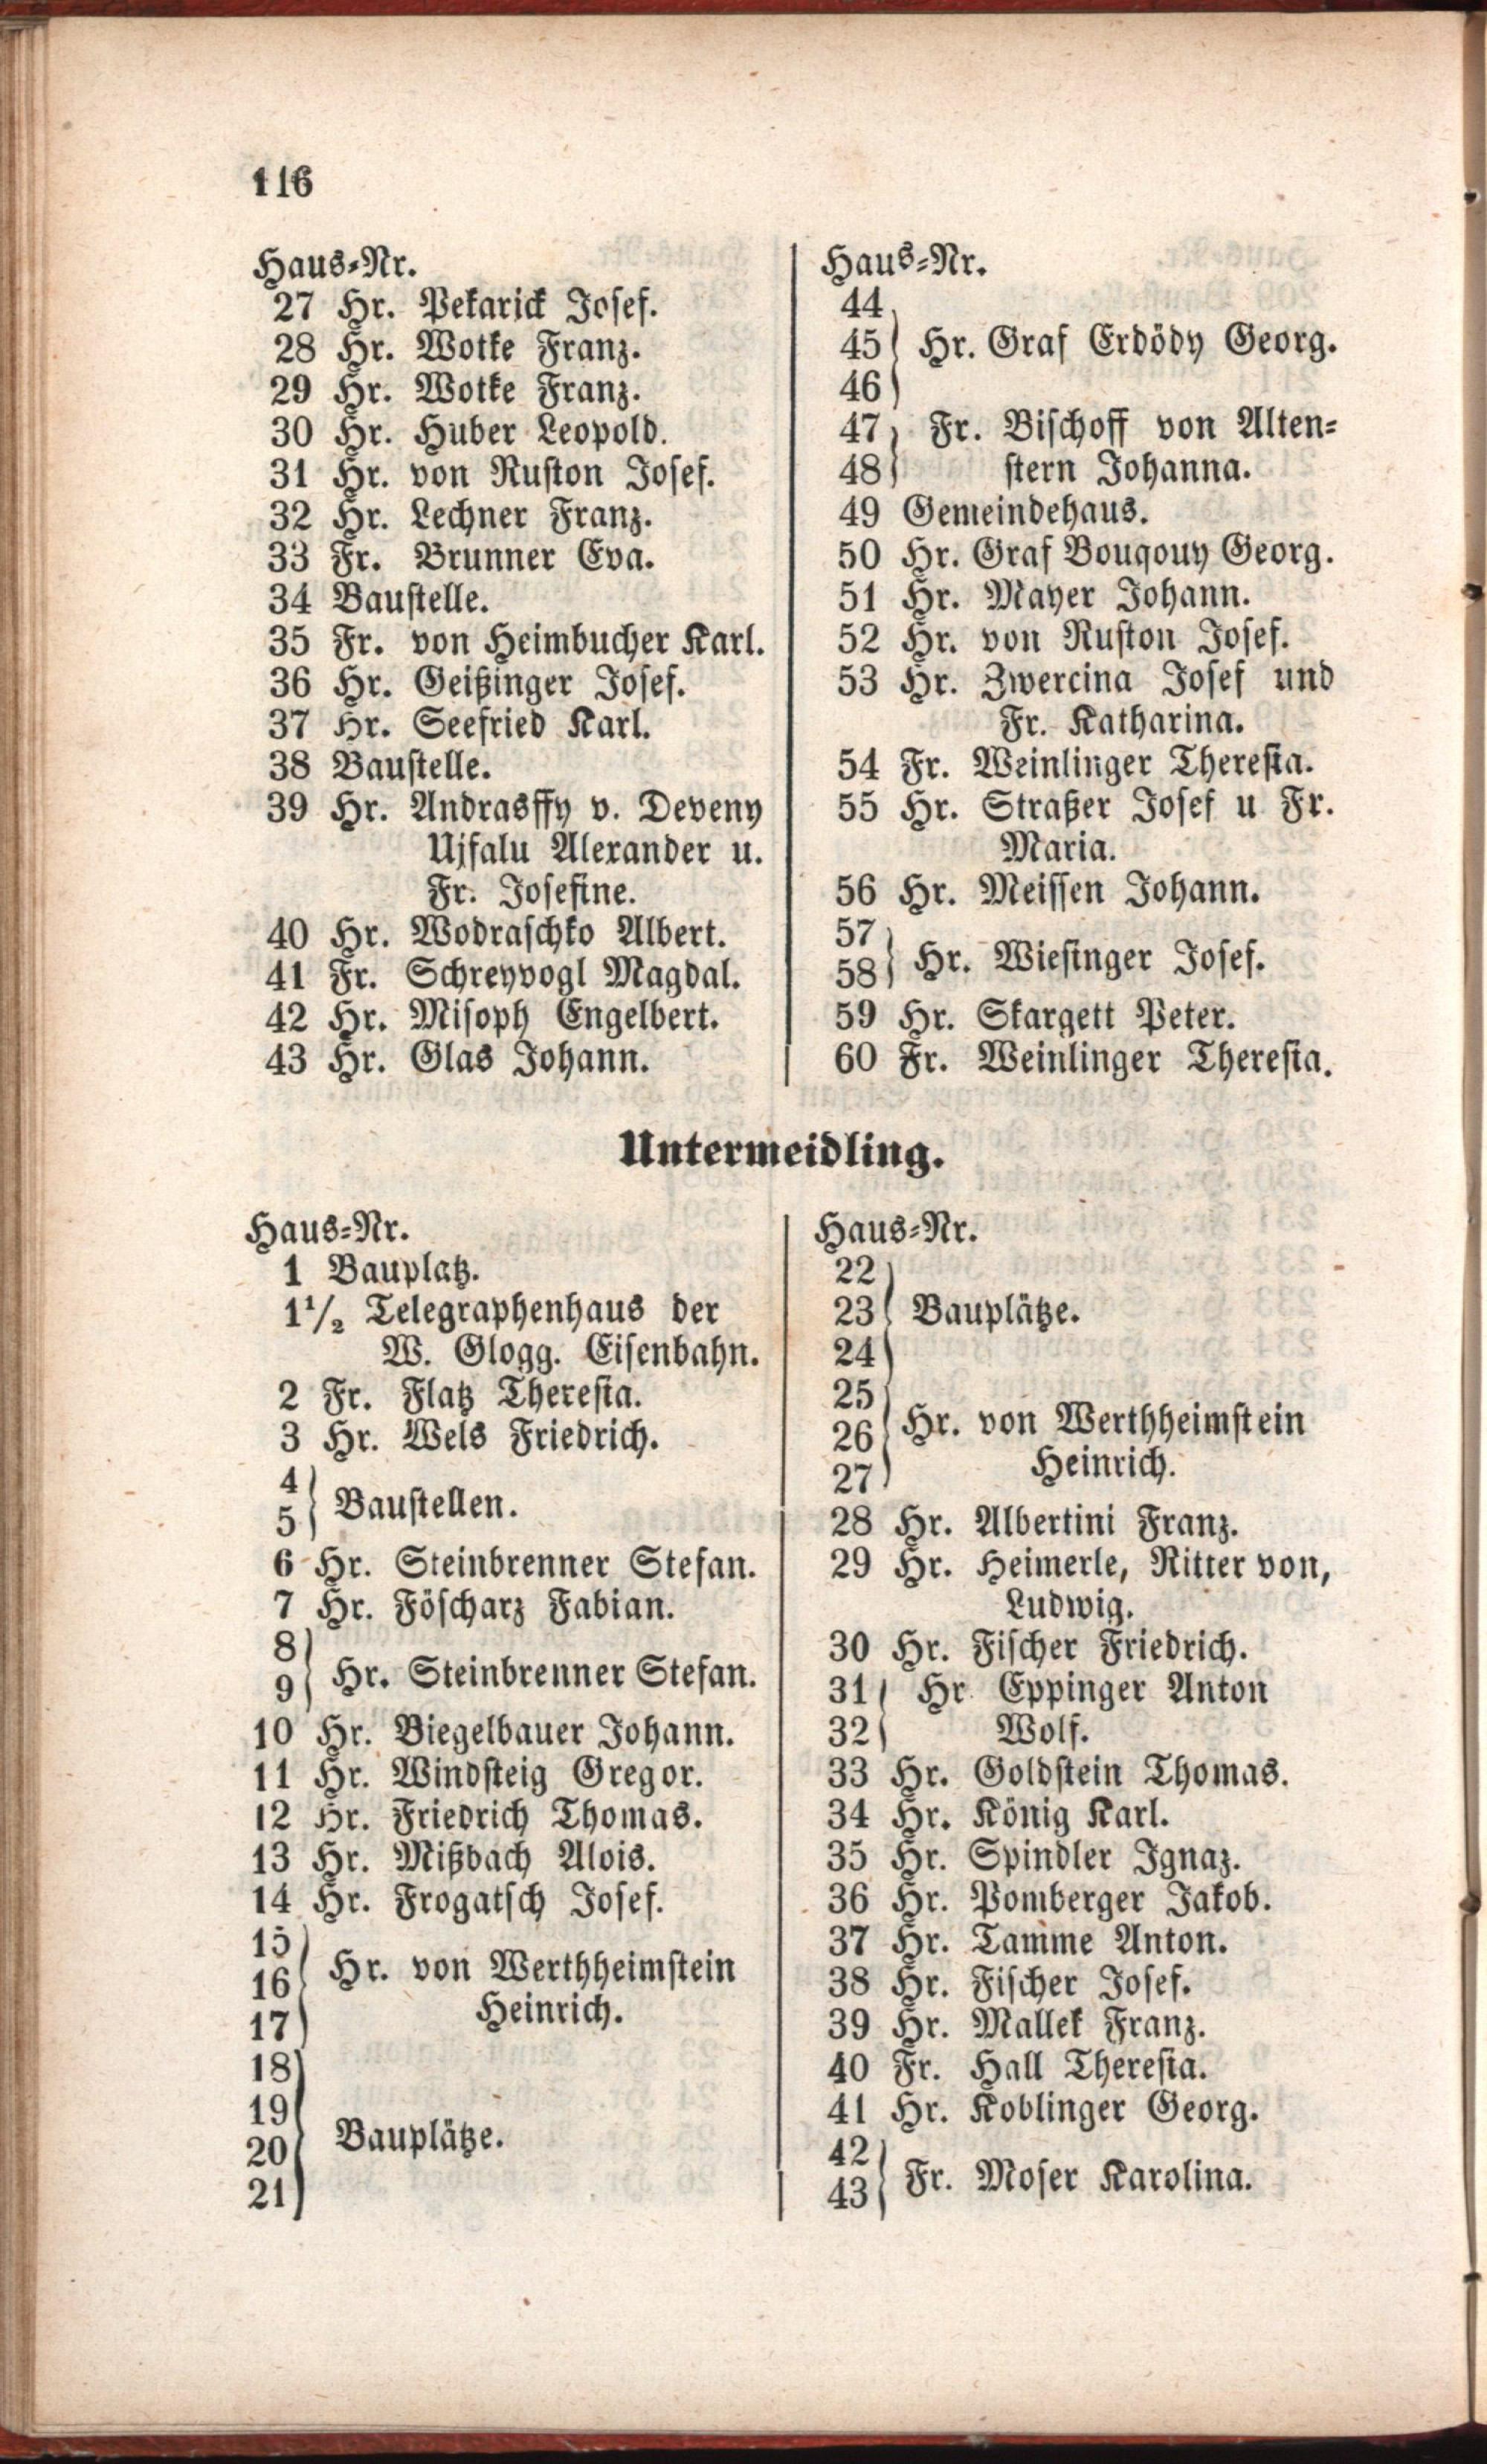 116
Haus-Nr.
27 Hr. Pekarick Josef.
28 Hr. Wotke Franz.
29 Hr. Wotke Franz.
30 Hr. Huber Leopold.
31 Hr. von Ruston Josef.
32 Hr. Lechner Franz.
33 Fr. Brunner Eva.
34 Baustelle.
35 Fr. von Heimbucher Karl.
36 Hr. Geißinger Josef.
37 Hr. Seefried Karl.
38 Baustelle.
39 Hr. Andrasffy v. Deveny
Ujfalu Alexander u.
Fr. Josefine.
40 Hr. Wodraschko Albert.
41 Fr. Schreyvogl Magdal.
42 Hr. Misoph Engelbert.
43 Hr. Glas Johann.
Haus-Nr.
44
45 Hr. Graf Erdödy Georg.
46
47 Fr. Bischoff von Alten-
48 stern Johanna.
49 Gemeindehaus.
50 Hr. Graf Bouqouy Georg.
51 Hr. Mayer Johann.
52 Hr. von Ruston Josef.
53 Hr. Zwercina Josef und
Fr. Katharina.
54 Fr. Weinlinger Theresia.
55 Hr. Straßer Josef u Fr.
Maria.
56 Hr. Meissen Johann.
57
58 Hr. Wiesinger Josef.
59 Hr. Skargett Peter.
60 Fr. Weinlinger Theresia.
Untermeidling.
Haus-Nr.
1 Bauplatz.
1¹/₂ Telegraphenhaus der
W. Glogg. Eisenbahn.
2 Fr. Flatz Theresia.
3 Hr. Wels Friedrich.
4
5 Baustellen.
6 Hr. Steinbrenner Stefan.
7 Hr. Föscharz Fabian.
8
9 Hr. Steinbrenner Stefan.
10 Hr. Biegelbauer Johann.
11 Hr. Windsteig Gregor.
12 Hr. Friedrich Thomas.
13 Hr. Mißbach Alois.
14 Hr. Frogatsch Josef.
15
16 Hr. von Werthheimstein
17 Heinrich.
18
19
20 Bauplätze.
21
Haus-Nr.
22
23 Bauplätze.
24
25
26 Hr. von Werthheimstein
27 Heinrich.
28 Hr. Albertini Franz.
29 Hr. Heimerle, Ritter von,
Ludwig.
30 Hr. Fischer Friedrich.
31 Hr Eppinger Anton
32 Wolf.
33 Hr. Goldstein Thomas.
34 Hr. König Karl.
35 Hr. Spindler Ignaz.
36 Hr. Pomberger Jakob.
37 Hr. Tamme Anton.
38 Hr. Fischer Josef.
39 Hr. Mallek Franz.
40 Fr. Hall Theresia.
41 Hr. Koblinger Georg.
42
43 Fr. Moser Karolina.